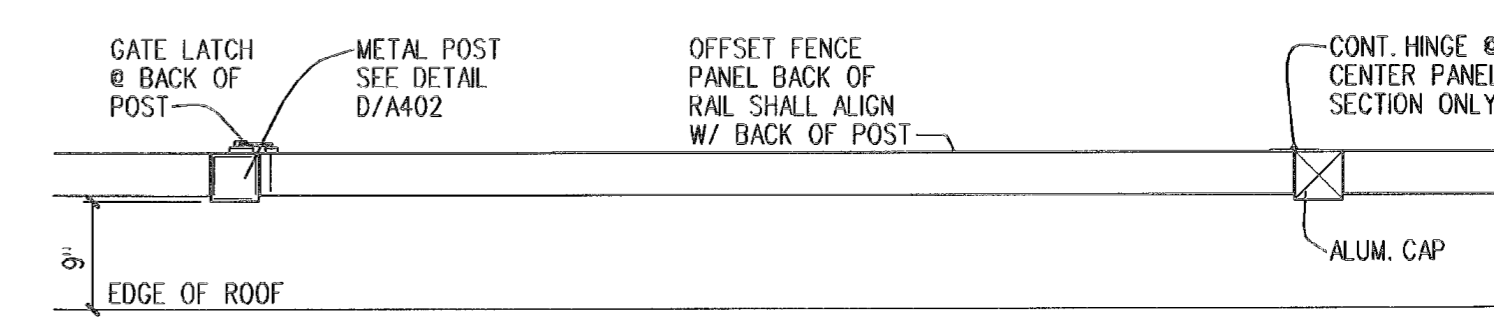 GATE LATCH
@ BACK OF
POST
METAL POST
SEE DETAIL
D/A402
OFFSET FENCE
PANEL BACK OF
RAIL SHALL ALIGN
W/ BACK OF POST
CONT. HINGE @
CENTER PANEL
SECTION ONLY
9"
EDGE OF ROOF
ALUM. CAP